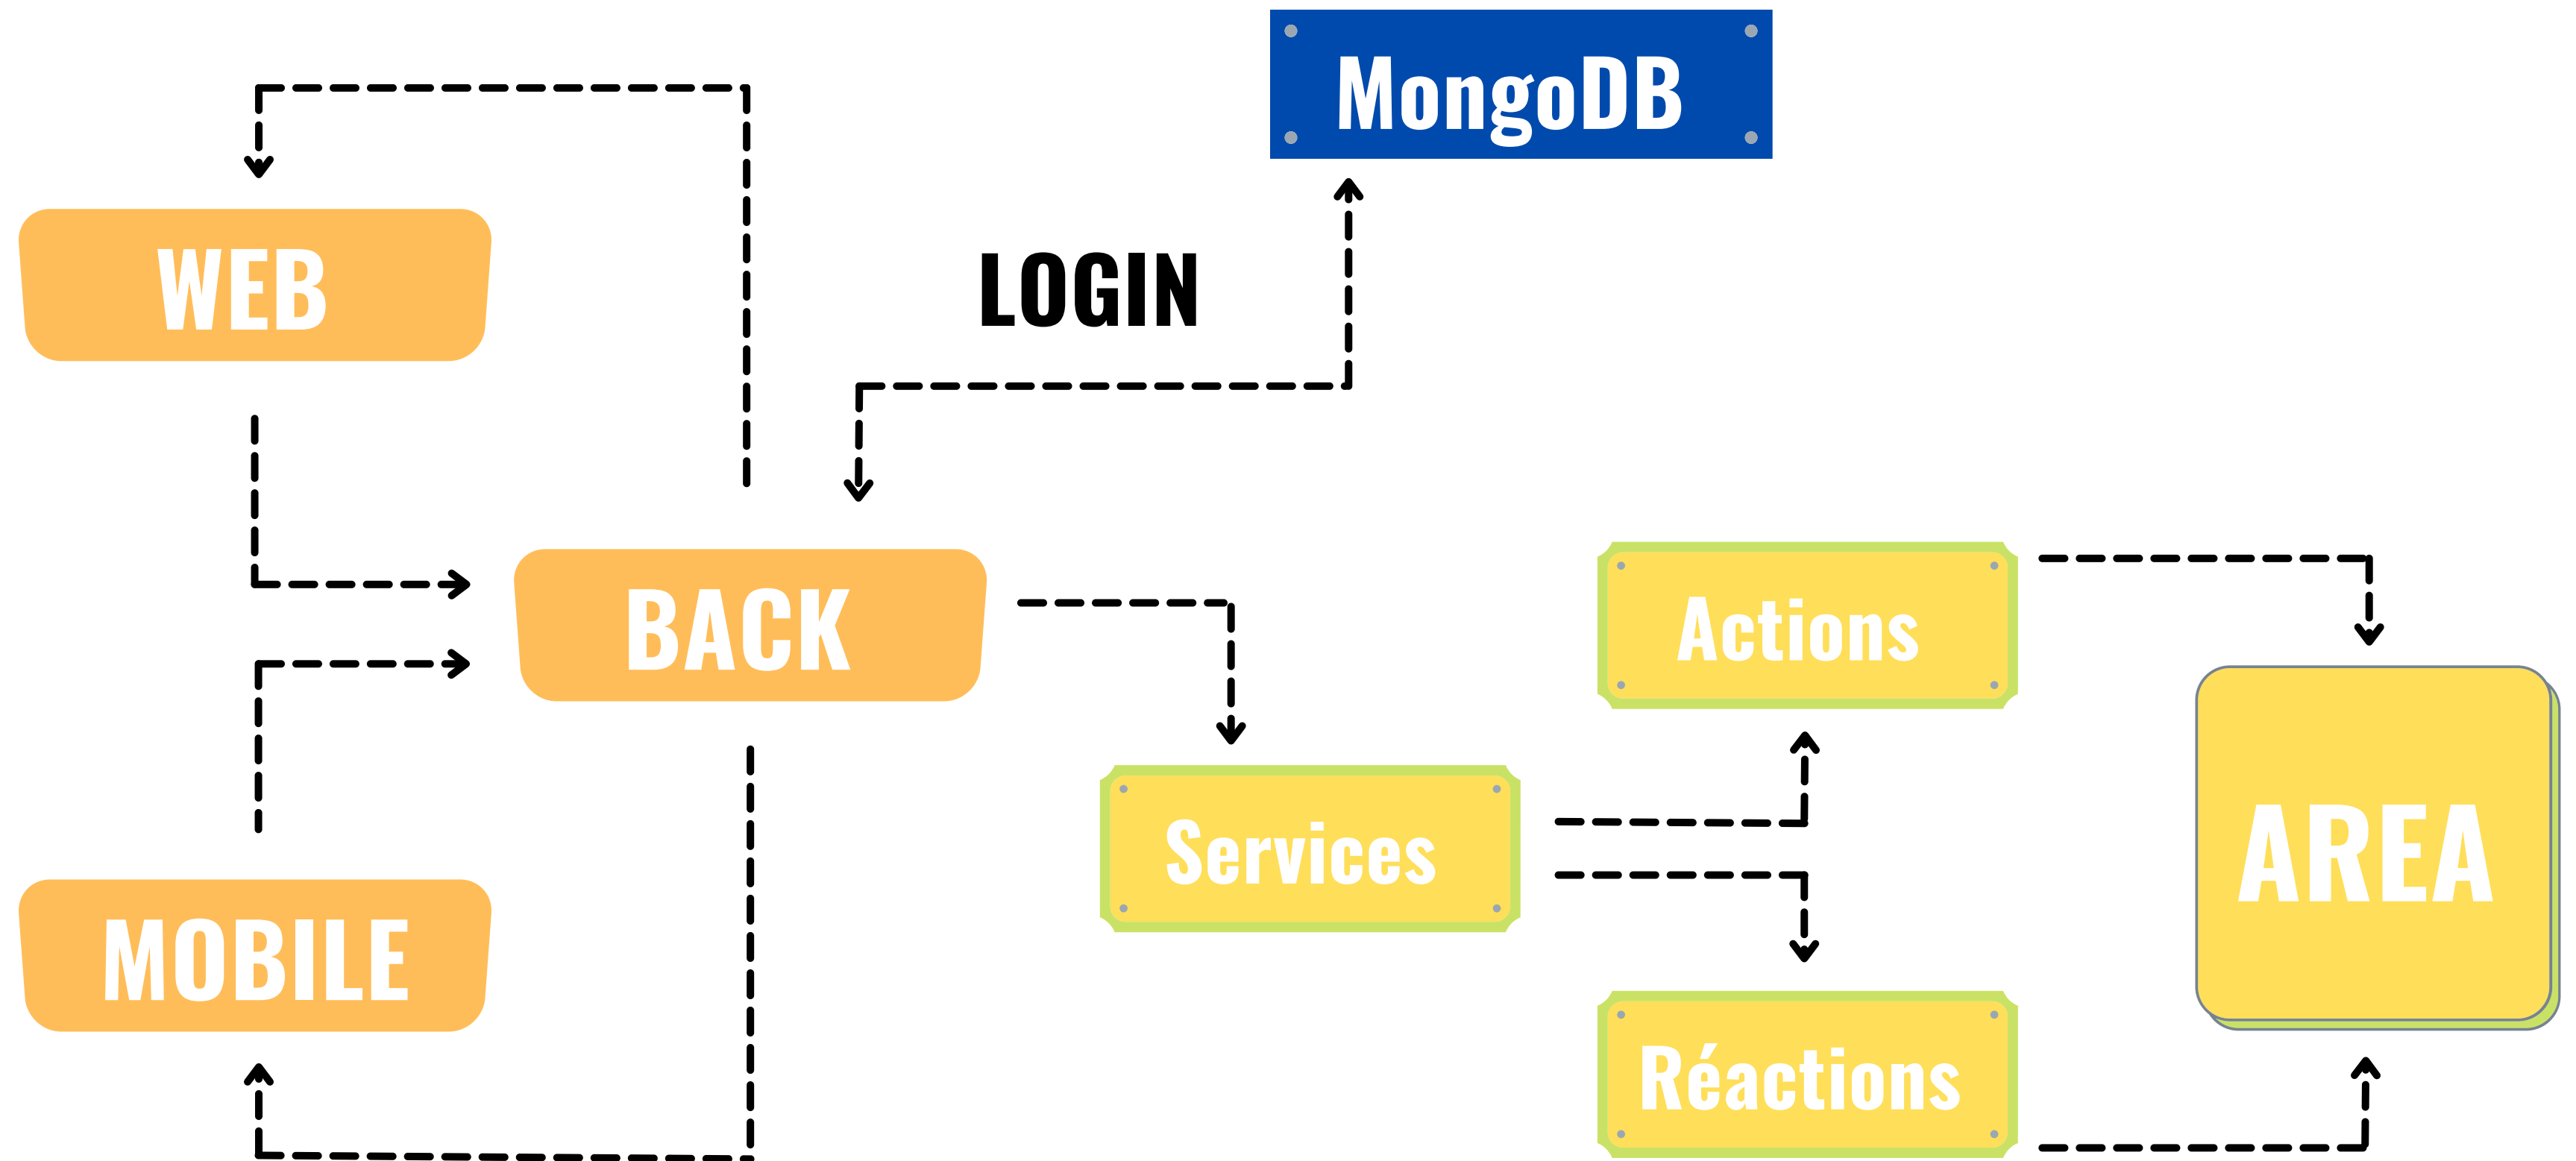 MongoDB
WEB
LOGIN
BACK
Actions
Services
AREA
MOBILE
Réactions